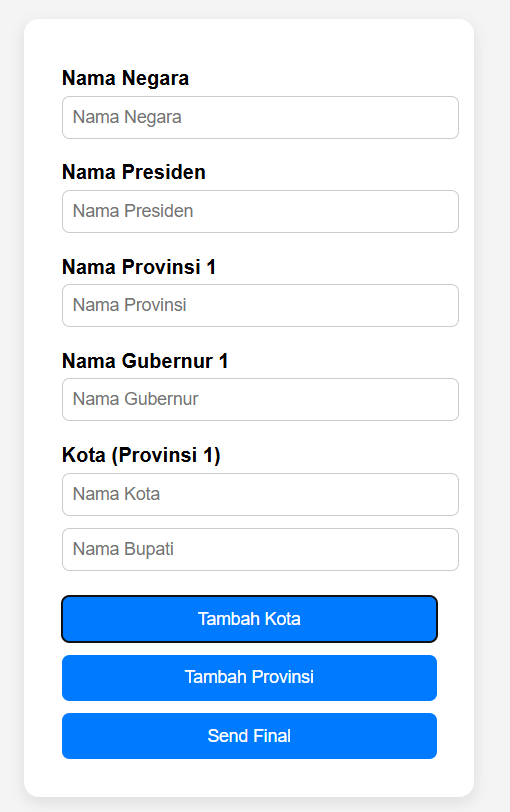 Nama Negara
Nama Negara
Nama Presiden
Nama Presiden
Nama Provinsi 1
Nama Provinsi
Nama Gubernur 1
Nama Gubernur
Kota (Provinsi 1)
Nama Kota
Nama Bupati
Tambah Kota
Tambah Provinsi
Send Final